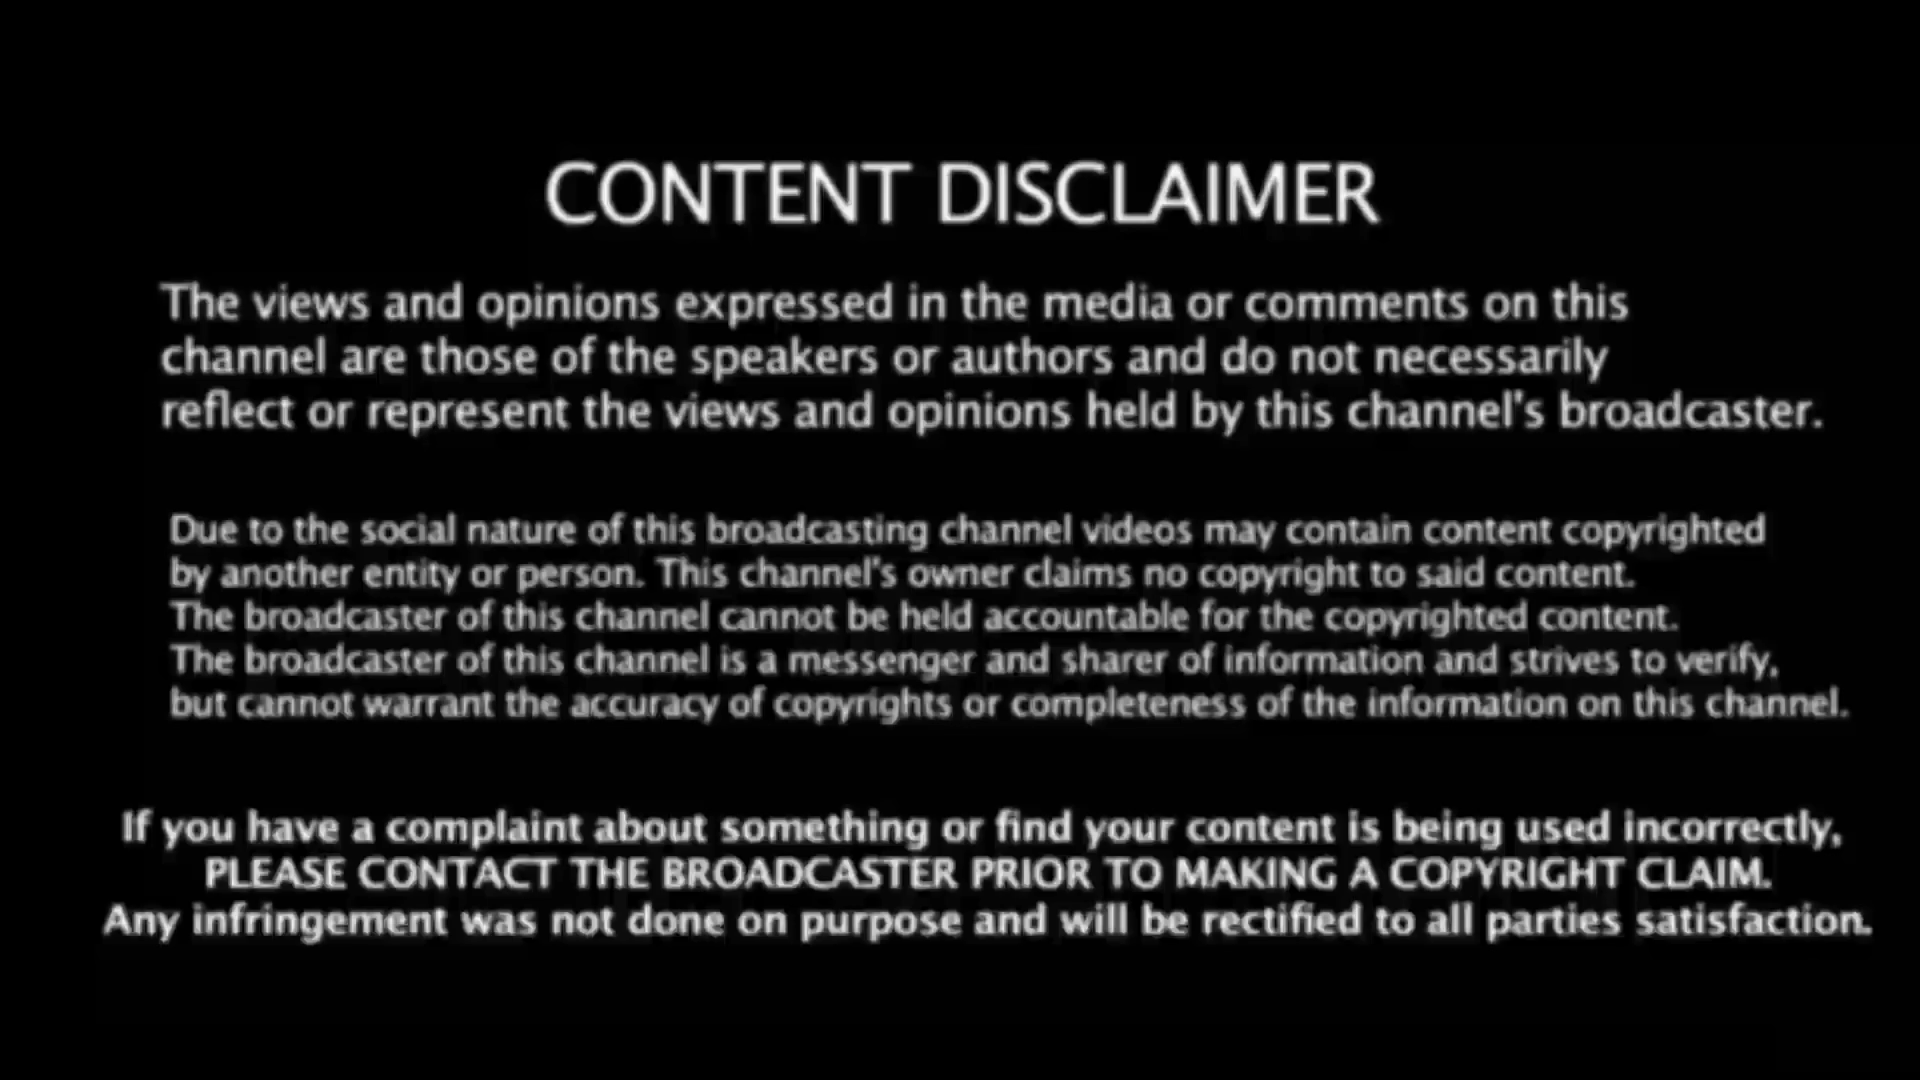 CONTENT DISCLAIMER
The views and opinions expressed in the media or comments on this
channel are those of the speakers or authors and do not necessarily
reflect or represent the views and opinions held by this channel's broadcaster.
Due to the social nature of this broadcasting channel videos may contain content copyrighted
by another entity or person. This channel's owner claims no copyright to said content.
The broadcaster of this channel cannot be held accountable for the copyrighted content.
The broadcaster of this channel is a messenger and sharer of information and strives to verify,
but cannot warrant the accuracy of copyrights or completeness of the information on this channel.
If you have a complaint about something or find your content is being used incorrectly,
PLEASE CONTACT THE BROADCASTER PRIOR TO MAKING A COPYRIGHT CLAIM.
Any infringement was not done on purpose and will be rectified to all parties satisfaction.